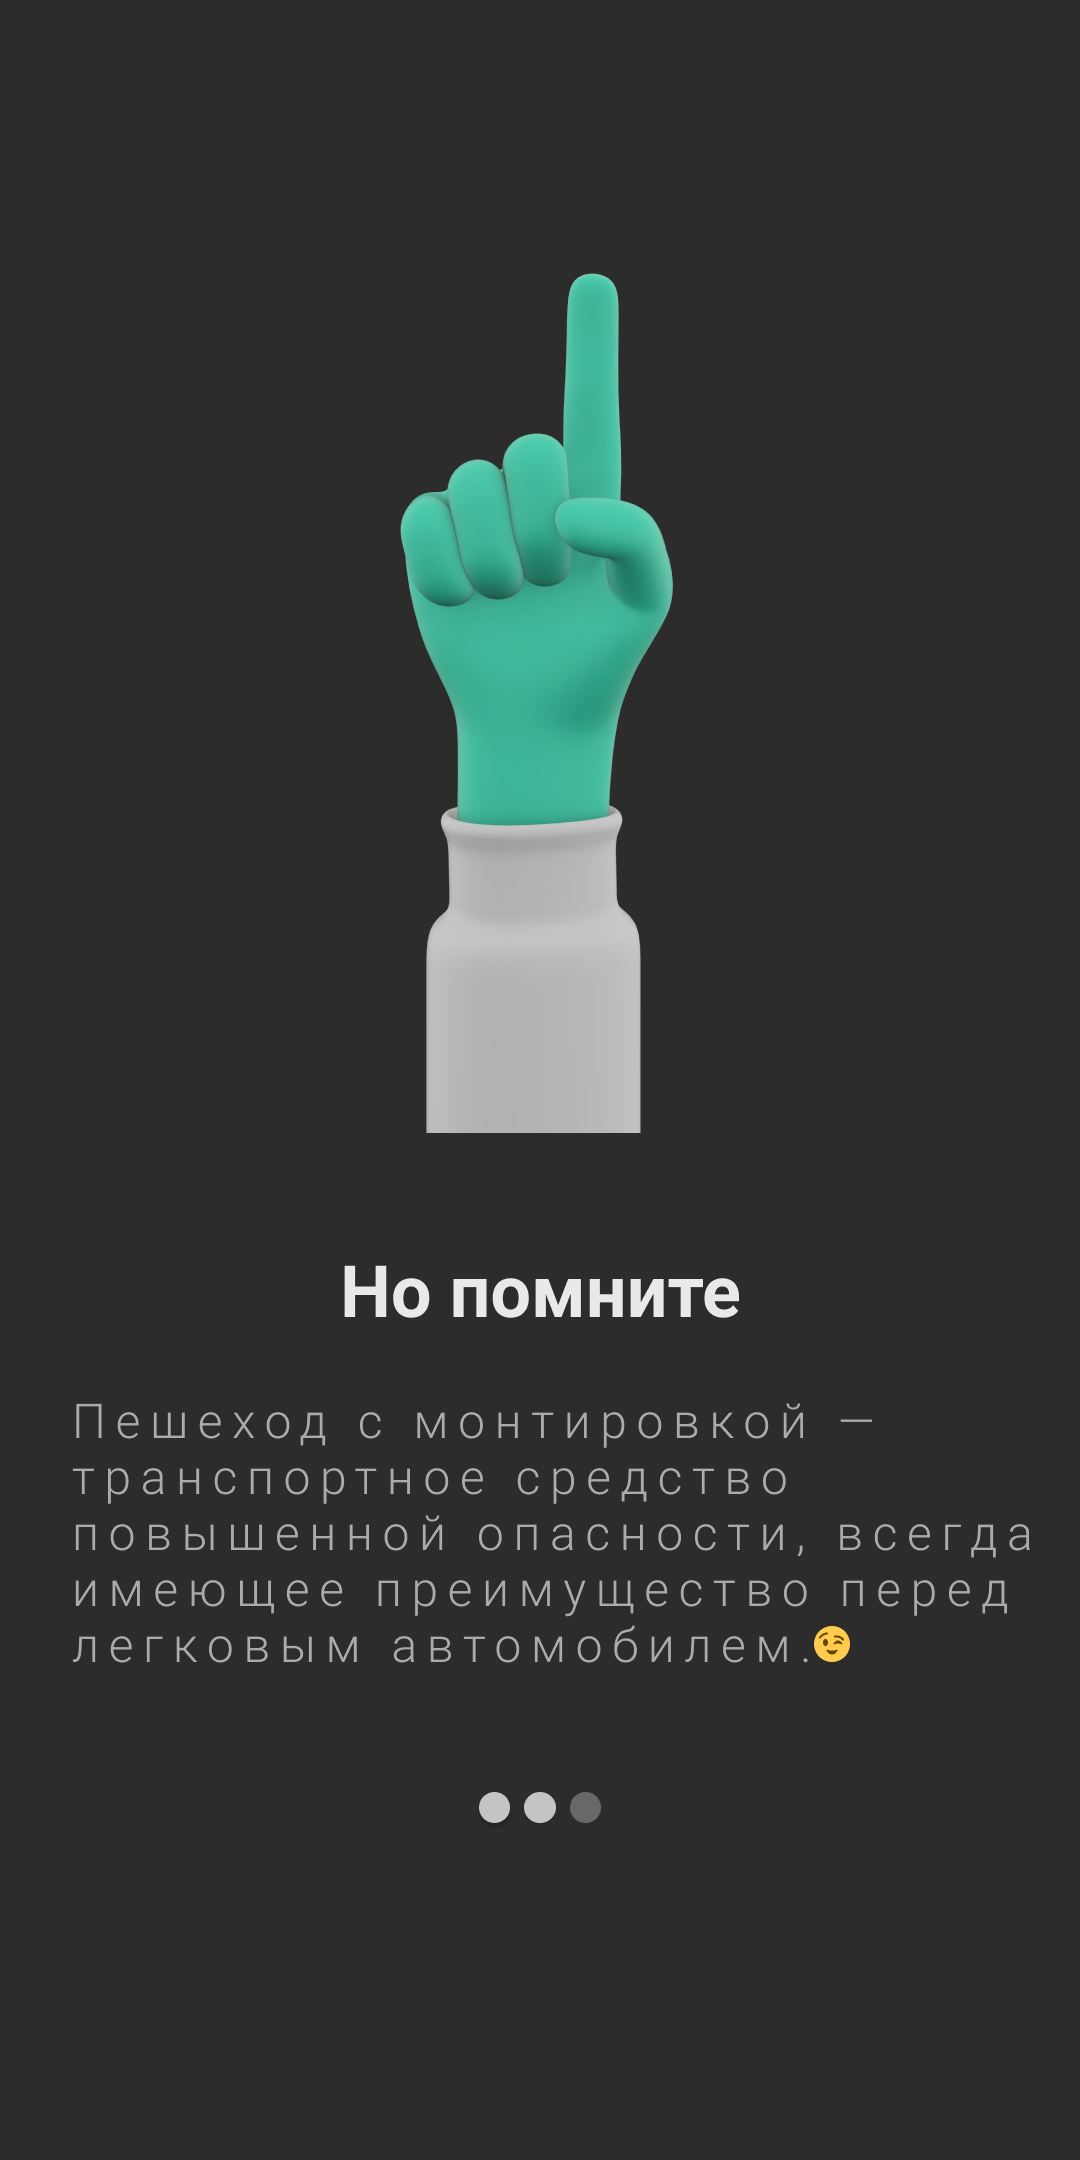 Но помните
Пешеход с монтировкой —
транспортное средство
повышенной опасности, всегда
имеющее преимущество перед
легковым автомобилем.😉